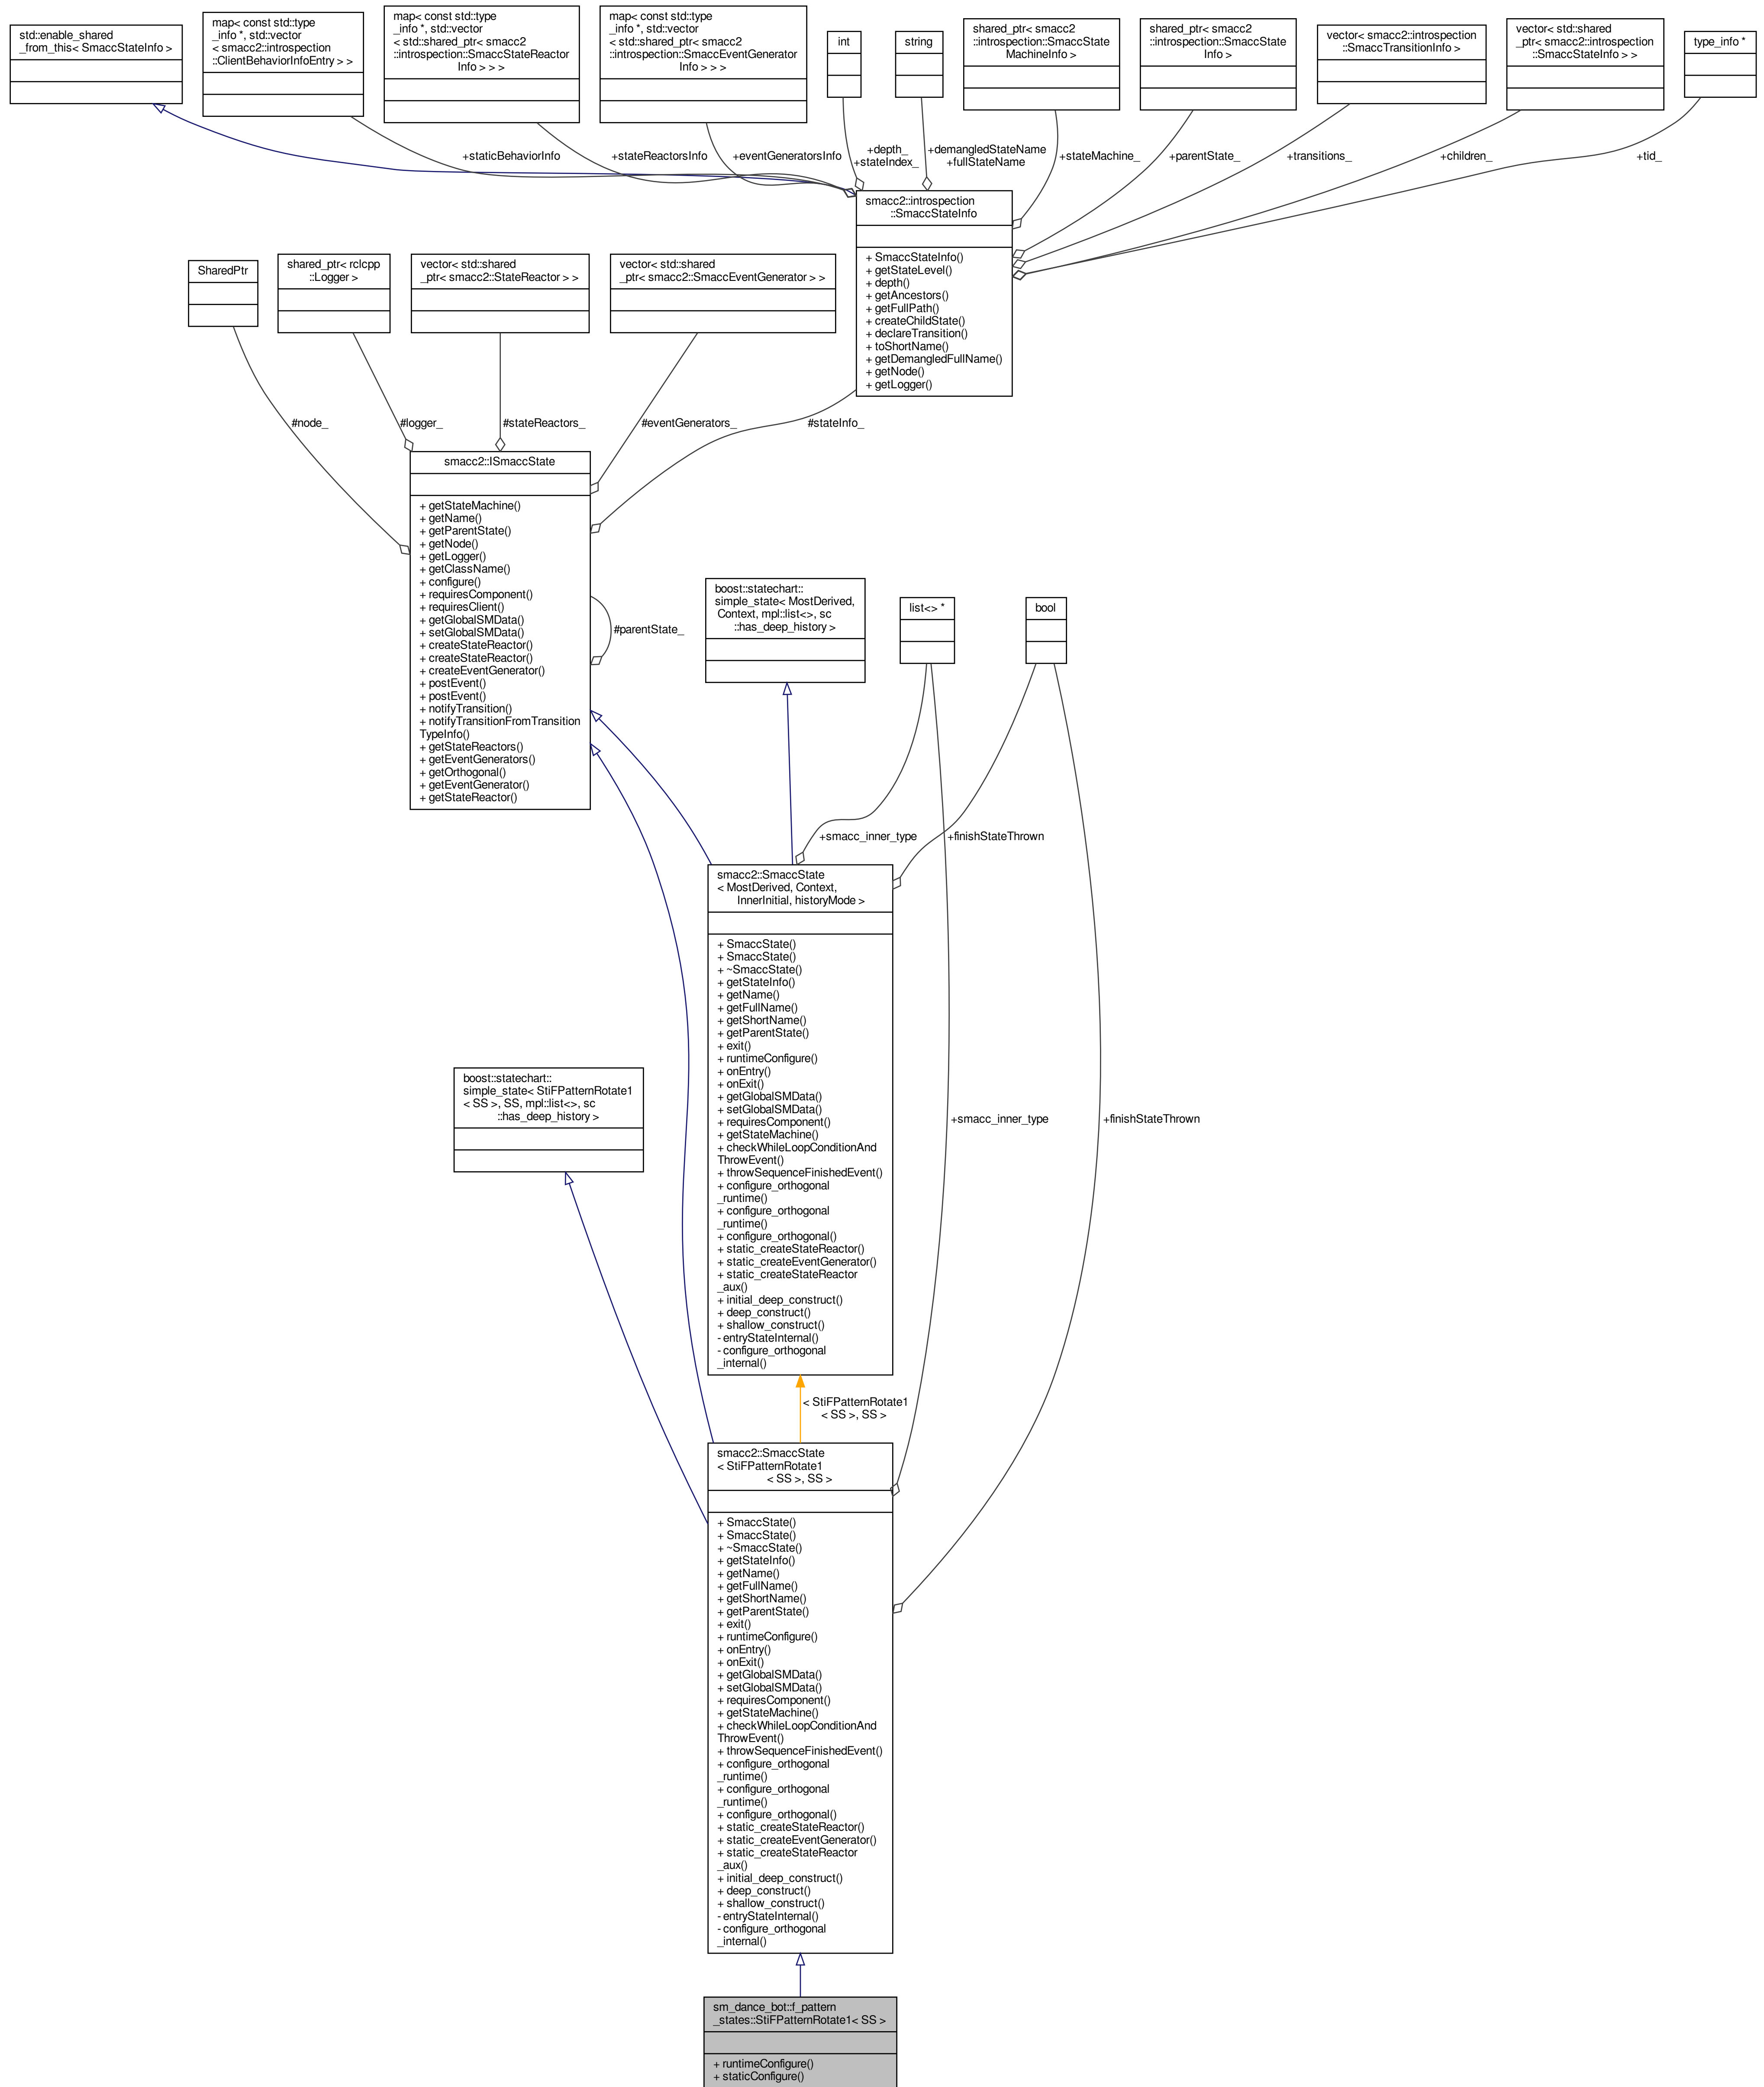 std::enable_shared
_from_this< SmaccStateInfo >
map< const std::type
_info *, std::vector
< smacc2::introspection
::ClientBehaviorInfoEntry > >
map< const std::type
_info *, std::vector
< std::shared_ptr< smacc2
::introspection::SmaccStateReactor
Info > > >
map< const std::type
_info *, std::vector
< std::shared_ptr< smacc2
::introspection::SmaccEventGenerator
Info > > >
int
string
shared_ptr< smacc2
::introspection::SmaccState
MachineInfo >
shared_ptr< smacc2
::introspection::SmaccState
Info >
vector< smacc2::introspection
::SmaccTransitionInfo >
vector< std::shared
_ptr< smacc2::introspection
::SmaccStateInfo > >
type_info *
+staticBehaviorInfo
+stateReactorsInfo
+eventGeneratorsInfo
+depth_
+stateIndex_
+demangledStateName
+fullStateName
+stateMachine_
+parentState_
+transitions_
+children_
+tid_
smacc2::introspection
::SmaccStateInfo
+ SmaccStateInfo()
+ getStateLevel()
+ depth()
+ getAncestors()
+ getFullPath()
+ createChildState()
+ declareTransition()
+ toShortName()
+ getDemangledFullName()
+ getNode()
+ getLogger()
SharedPtr
shared_ptr< rclcpp
::Logger >
vector< std::shared
_ptr< smacc2::StateReactor > >
vector< std::shared
_ptr< smacc2::SmaccEventGenerator > >
#node_
#logger_
#stateReactors_
#eventGenerators_
#stateInfo_
smacc2::ISmaccState
+ getStateMachine()
+ getName()
+ getParentState()
+ getNode()
+ getLogger()
+ getClassName()
+ configure()
+ requiresComponent()
+ requiresClient()
+ getGlobalSMData()
+ setGlobalSMData()
+ createStateReactor()
+ createStateReactor()
+ createEventGenerator()
+ postEvent()
+ postEvent()
+ notifyTransition()
+ notifyTransitionFromTransition
TypeInfo()
+ getStateReactors()
+ getEventGenerators()
+ getOrthogonal()
+ getEventGenerator()
+ getStateReactor()
#parentState_
boost::statechart::
simple_state< MostDerived,
Context, mpl::list<>, sc
::has_deep_history >
list<> *
bool
+smacc_inner_type
+finishStateThrown
smacc2::SmaccState
< MostDerived, Context,
InnerInitial, historyMode >
+ SmaccState()
+ SmaccState()
+ ~SmaccState()
+ getStateInfo()
+ getName()
+ getFullName()
+ getShortName()
+ getParentState()
+ exit()
+ runtimeConfigure()
+ onEntry()
+ onExit()
+ getGlobalSMData()
+ setGlobalSMData()
+ requiresComponent()
+ getStateMachine()
+ checkWhileLoopConditionAnd
ThrowEvent()
+ throwSequenceFinishedEvent()
+ configure_orthogonal
_runtime()
+ configure_orthogonal
_runtime()
+ configure_orthogonal()
+ static_createStateReactor()
+ static_createEventGenerator()
+ static_createStateReactor
_aux()
+ initial_deep_construct()
+ deep_construct()
+ shallow_construct()
- entryStateInternal()
- configure_orthogonal
_internal()
boost::statechart::
simple_state< StiFPatternRotate1
< SS >, SS, mpl::list<>, sc
::has_deep_history >
+smacc_inner_type
+finishStateThrown
< StiFPatternRotate1
< SS >, SS >
smacc2::SmaccState
< StiFPatternRotate1
< SS >, SS >
+ SmaccState()
+ SmaccState()
+ ~SmaccState()
+ getStateInfo()
+ getName()
+ getFullName()
+ getShortName()
+ getParentState()
+ exit()
+ runtimeConfigure()
+ onEntry()
+ onExit()
+ getGlobalSMData()
+ setGlobalSMData()
+ requiresComponent()
+ getStateMachine()
+ checkWhileLoopConditionAnd
ThrowEvent()
+ throwSequenceFinishedEvent()
+ configure_orthogonal
_runtime()
+ configure_orthogonal
_runtime()
+ configure_orthogonal()
+ static_createStateReactor()
+ static_createEventGenerator()
+ static_createStateReactor
_aux()
+ initial_deep_construct()
+ deep_construct()
+ shallow_construct()
- entryStateInternal()
- configure_orthogonal
_internal()
sm_dance_bot::f_pattern
_states::StiFPatternRotate1< SS >
+ runtimeConfigure()
+ staticConfigure()